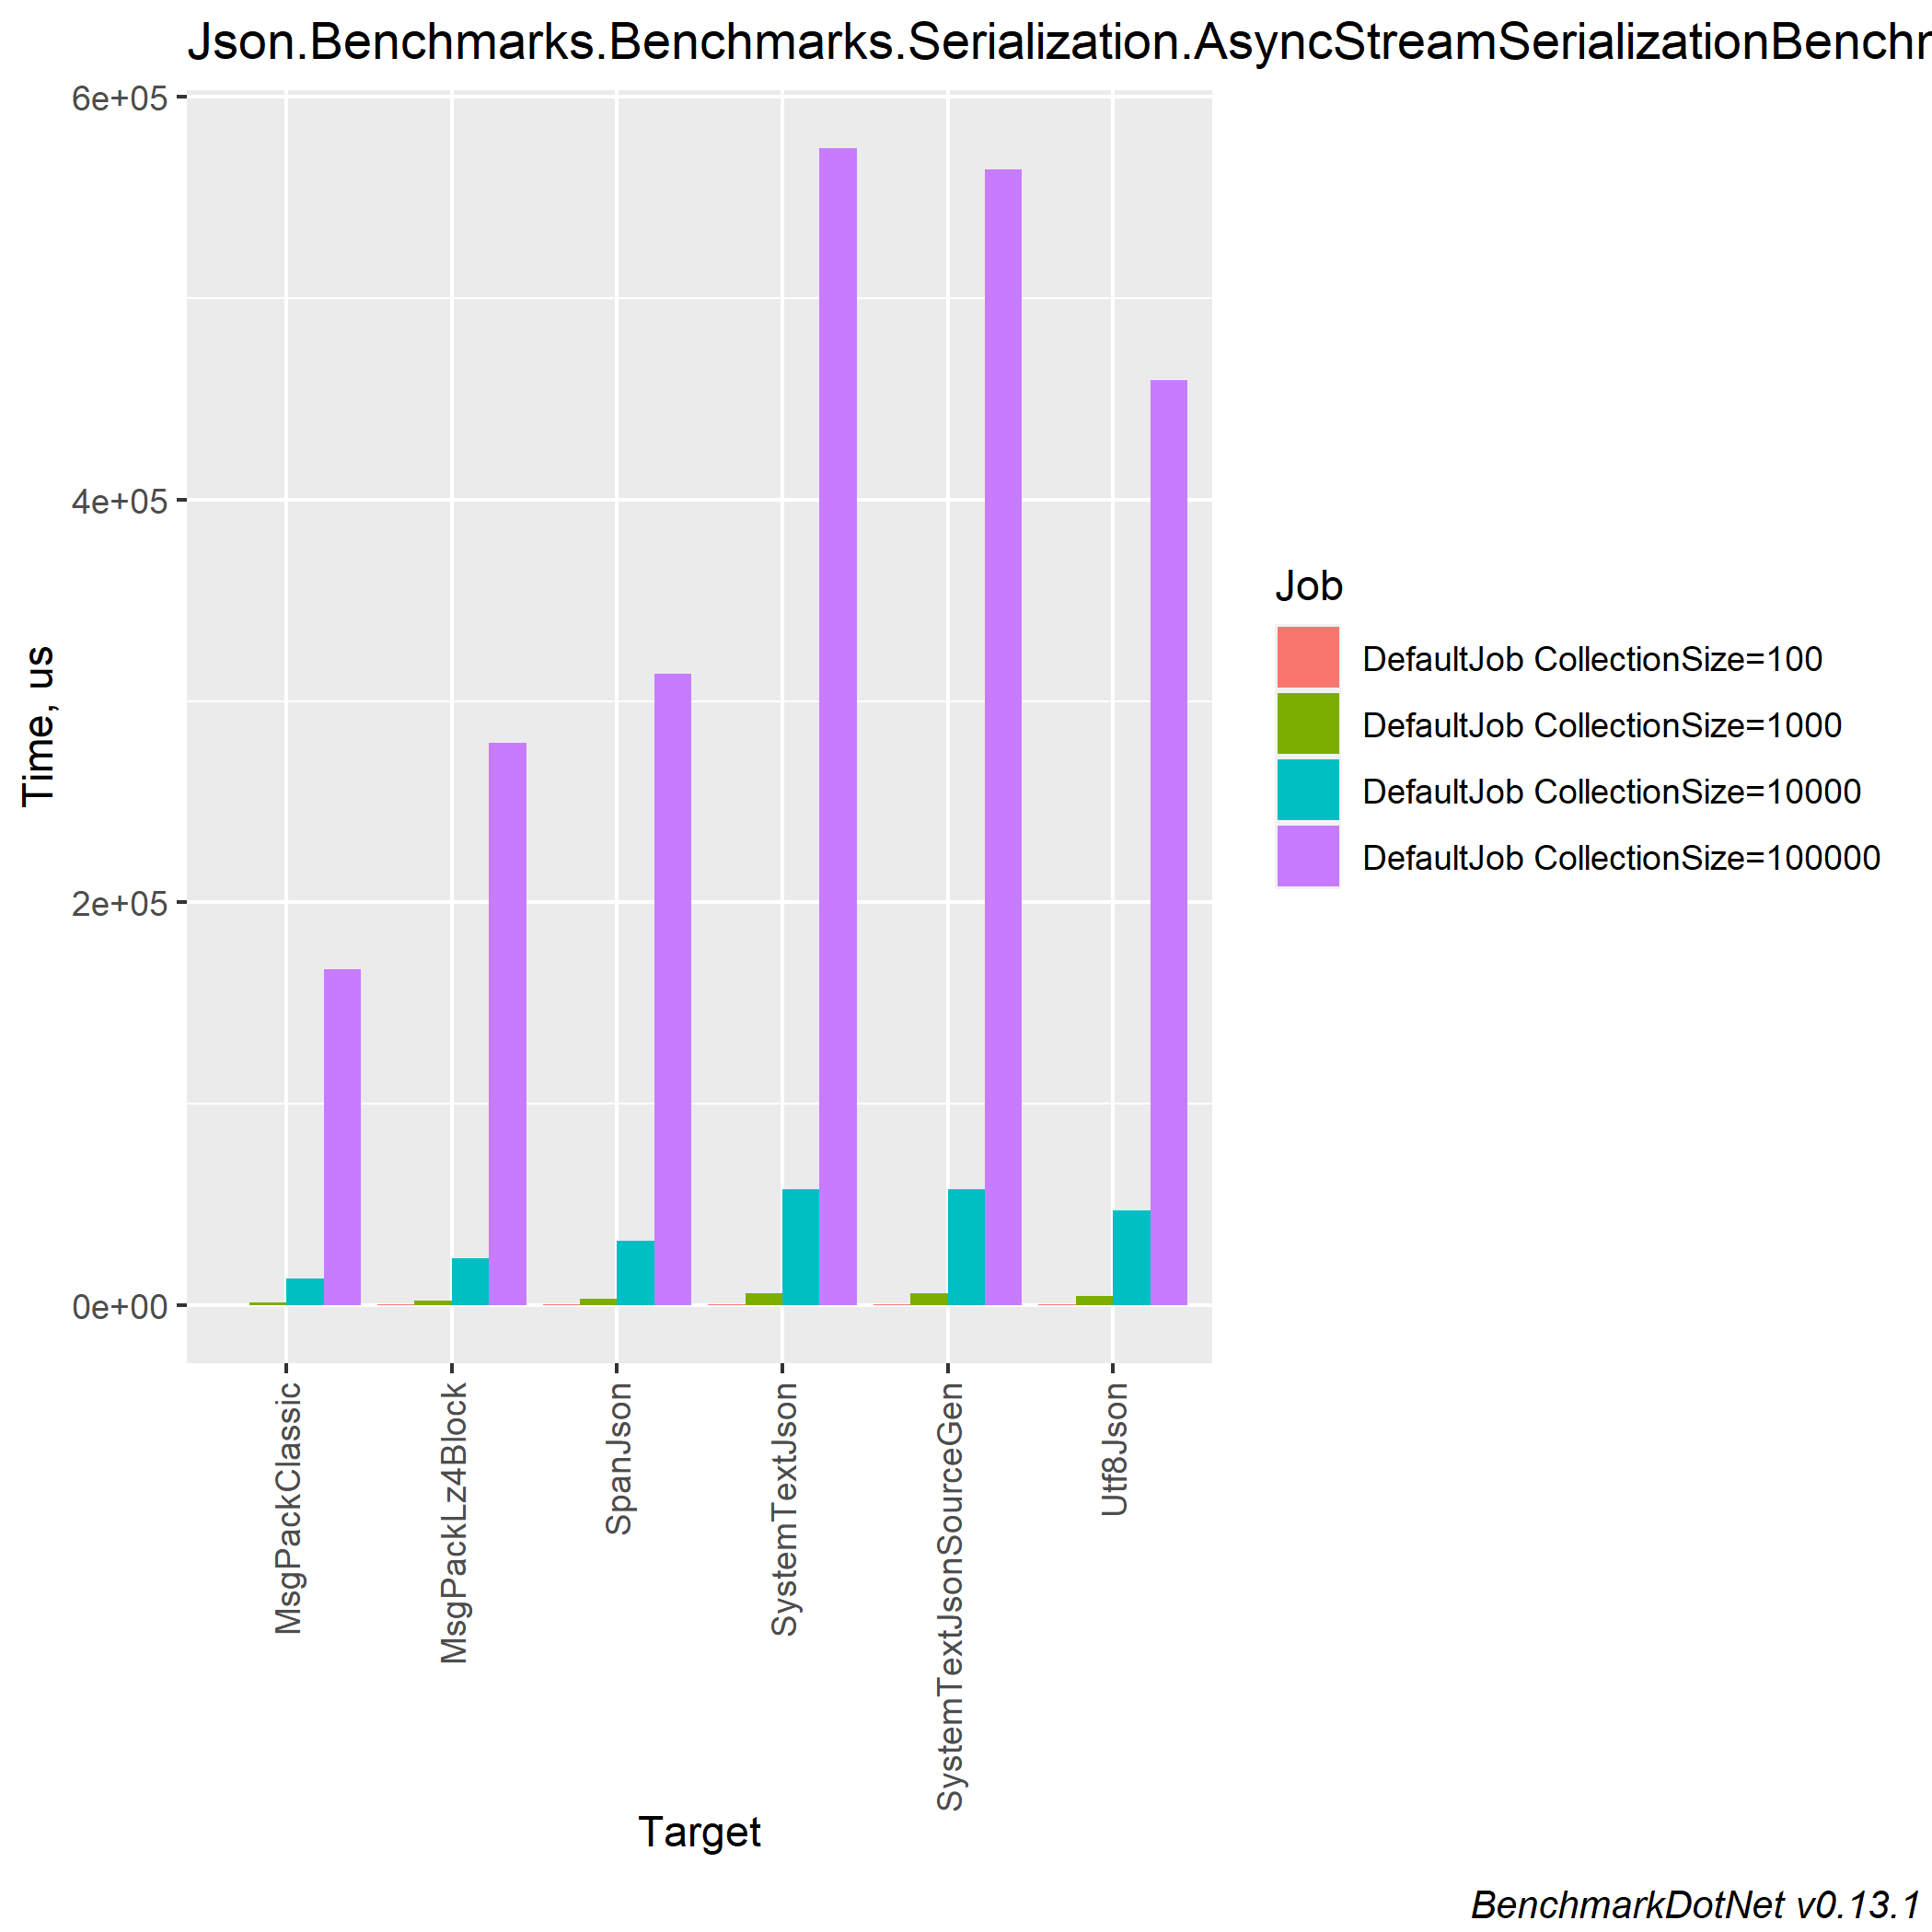 Json.Benchmarks.Benchmarks.Serialization.AsyncStreamSerializationBench
6e+05
4e+05
2e+05
0e+00
Time, us
MsgPackClassic
MsgPackLz4Block
SpanJson
SystemTextJson
SystemTextJsonSourceGen
Utf8Json
Target
Job
DefaultJob CollectionSize=100
DefaultJob CollectionSize=1000
DefaultJob CollectionSize=10000
DefaultJob CollectionSize=100000
BenchmarkDotNet v0.13.1